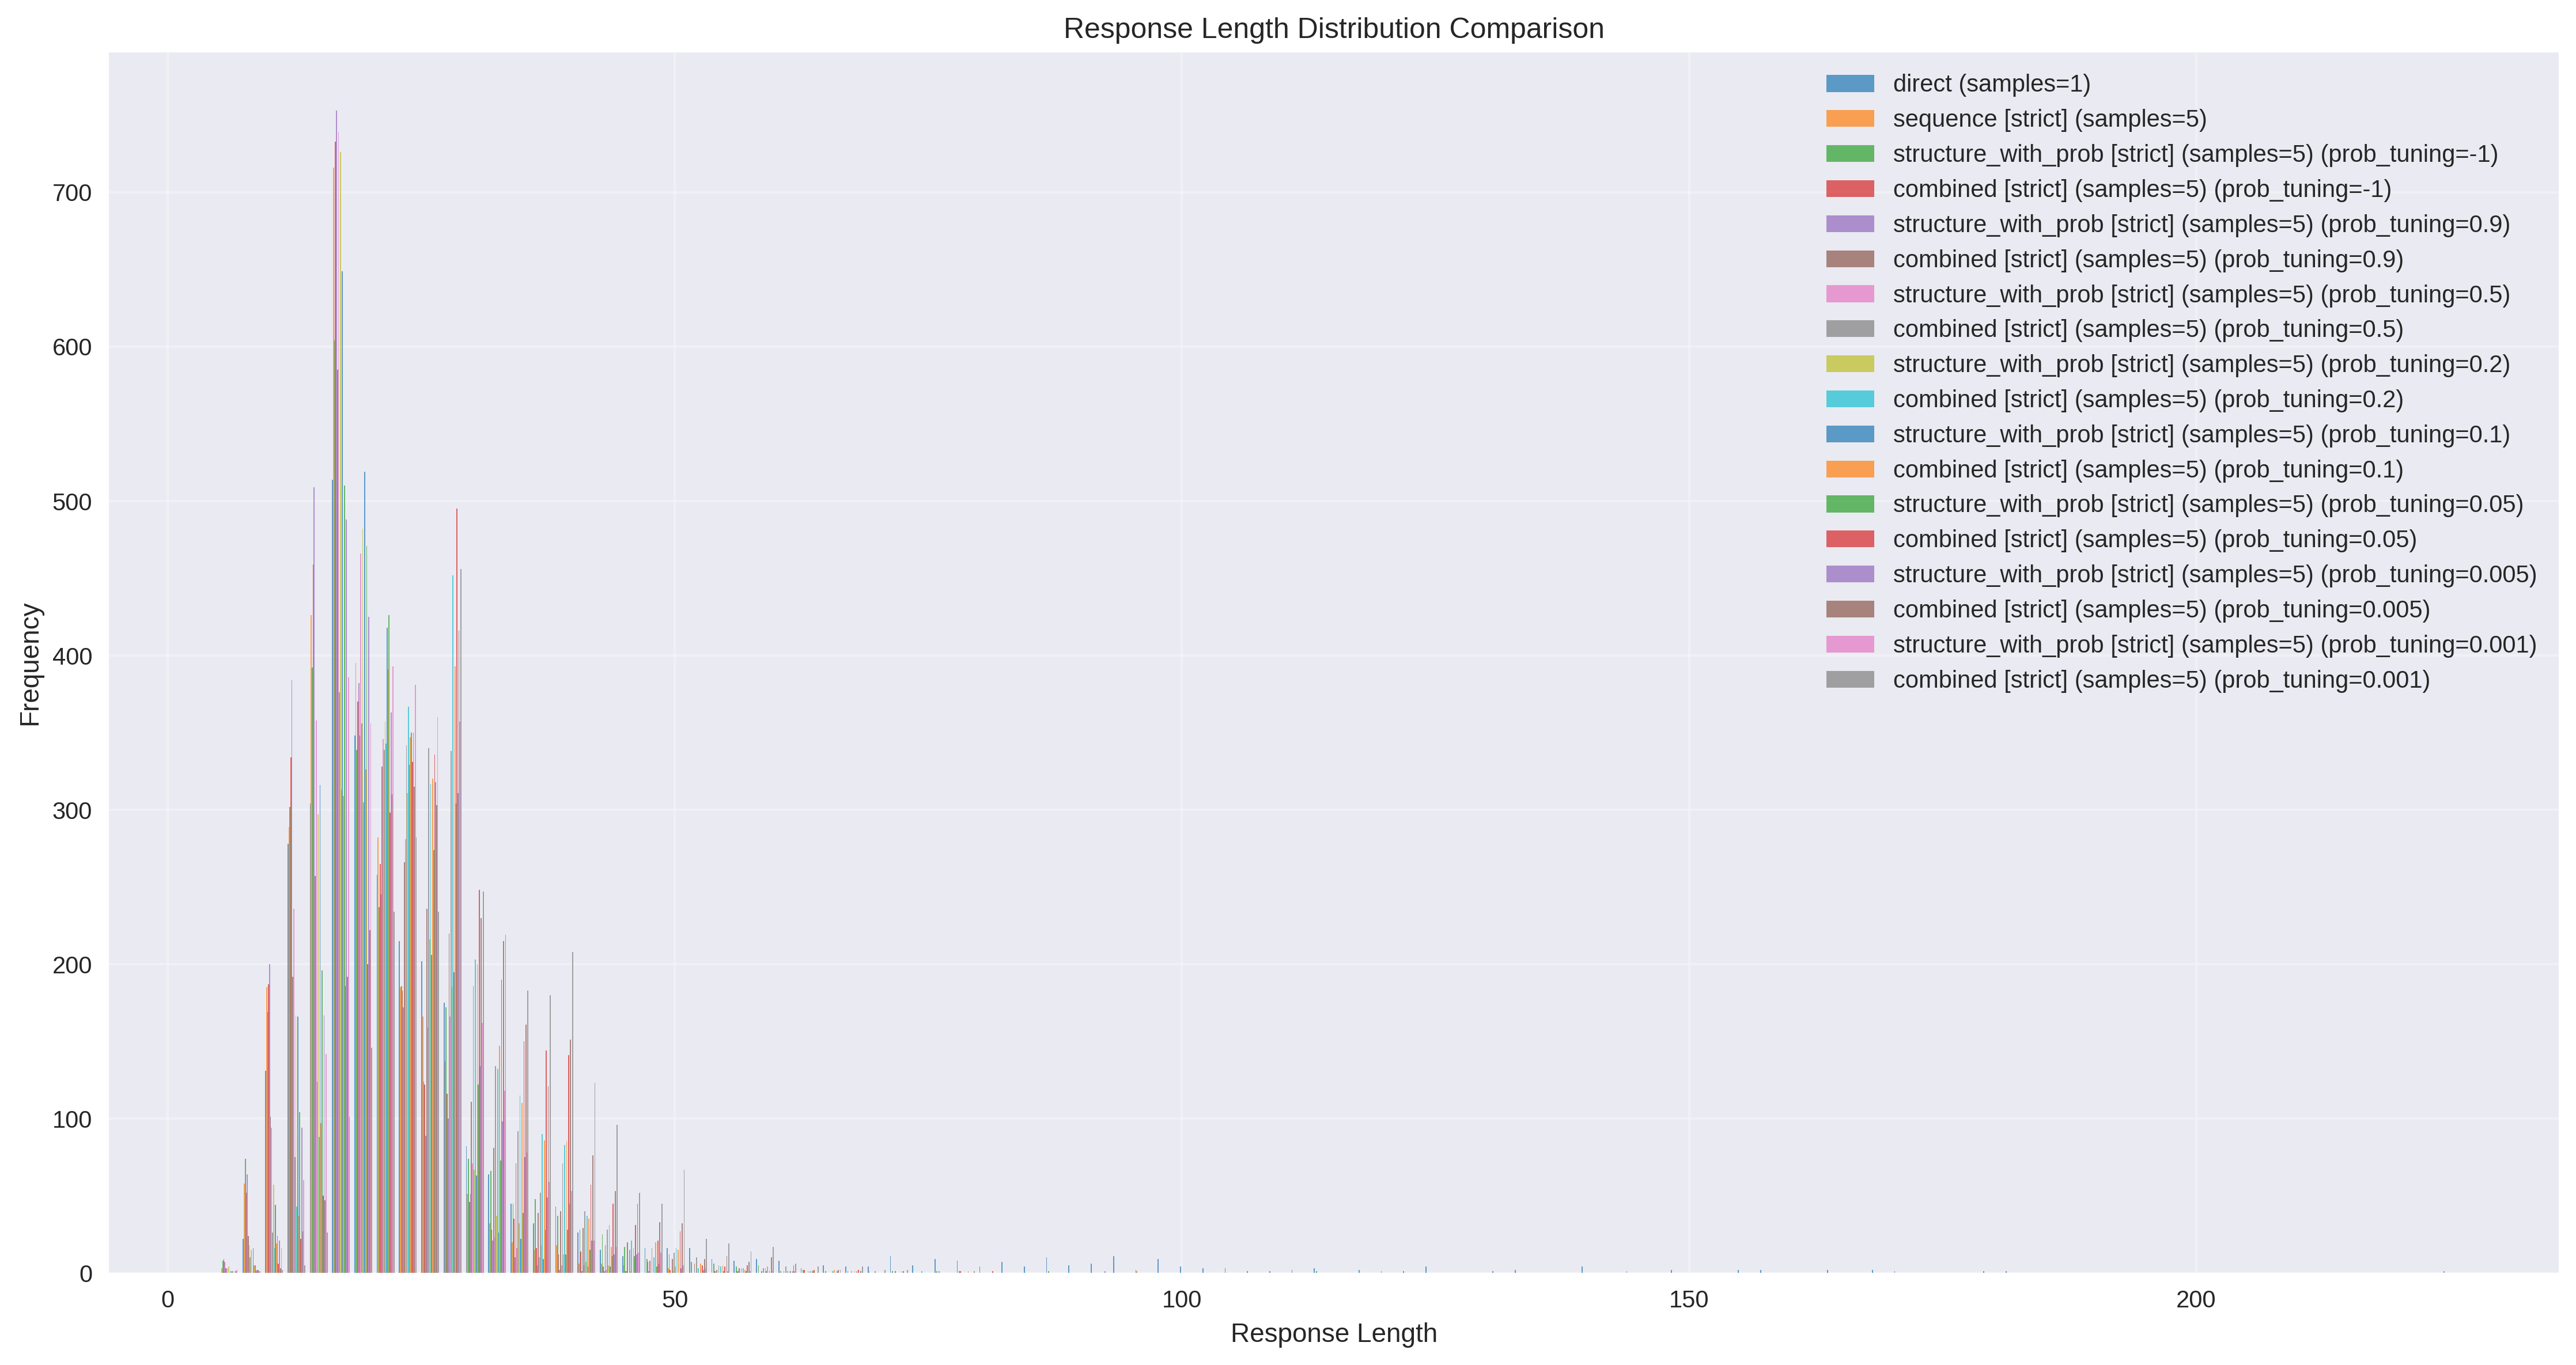 Response Length Distribution Comparison
direct (samples=1)
sequence [strict] (samples=5)
structure_with_prob [strict] (samples=5) (prob_tuning=-1)
combined [strict] (samples=5) (prob_tuning=-1)
structure_with_prob [strict] (samples=5) (prob_tuning=0.9)
combined [strict] (samples=5) (prob_tuning=0.9)
structure_with_prob [strict] (samples=5) (prob_tuning=0.5)
combined [strict] (samples=5) (prob_tuning=0.5)
structure_with_prob [strict] (samples=5) (prob_tuning=0.2)
combined [strict] (samples=5) (prob_tuning=0.2)
structure_with_prob [strict] (samples=5) (prob_tuning=0.1)
combined [strict] (samples=5) (prob_tuning=0.1)
structure_with_prob [strict] (samples=5) (prob_tuning=0.05)
combined [strict] (samples=5) (prob_tuning=0.05)
structure_with_prob [strict] (samples=5) (prob_tuning=0.005)
combined [strict] (samples=5) (prob_tuning=0.005)
structure_with_prob [strict] (samples=5) (prob_tuning=0.001)
combined [strict] (samples=5) (prob_tuning=0.001)
Frequency
700
600
500
400
300
200
100
0
0 50 100 150 200
Response Length